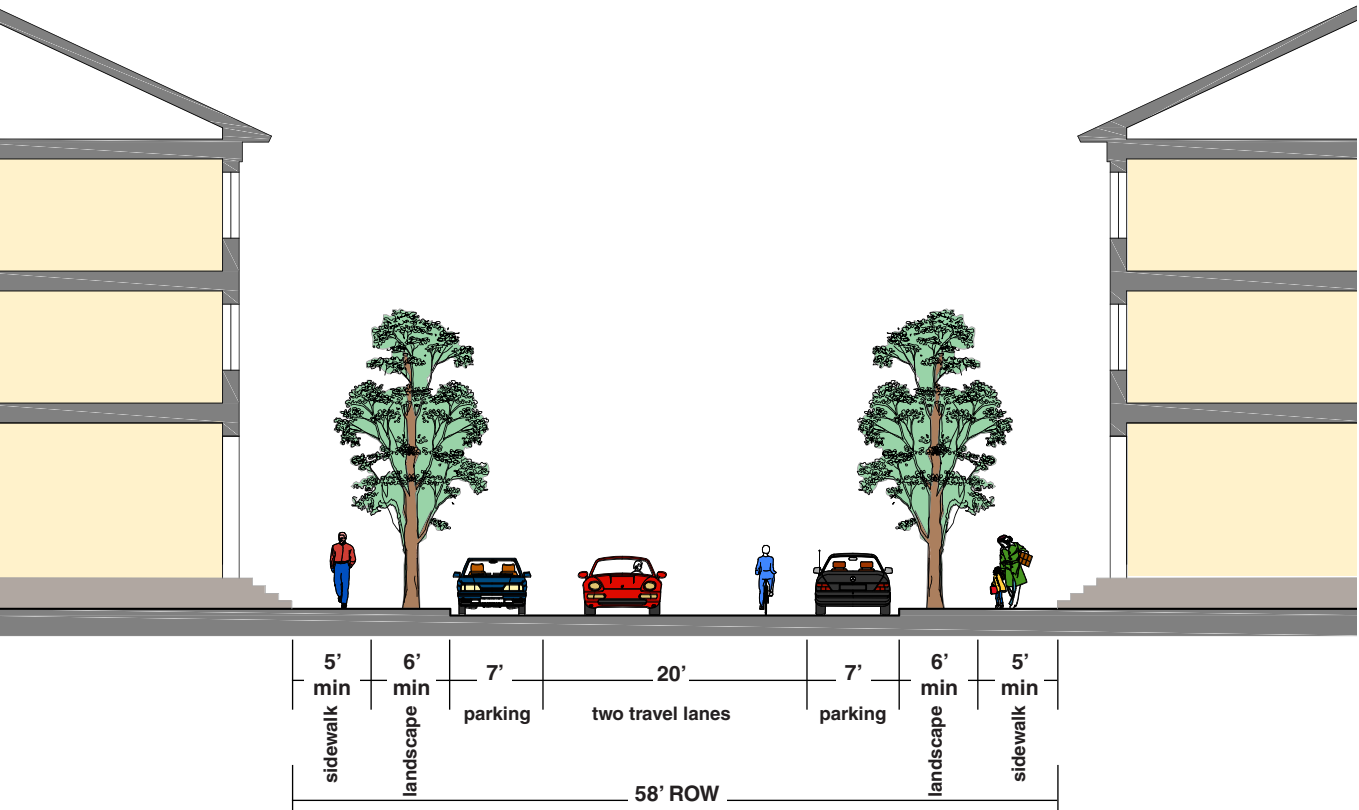 5’ min
6’ min
7’
20’
7’
6’ min
5’ min
sidewalk
landscape
parking
two travel lanes
parking
landscape
sidewalk
58’ ROW